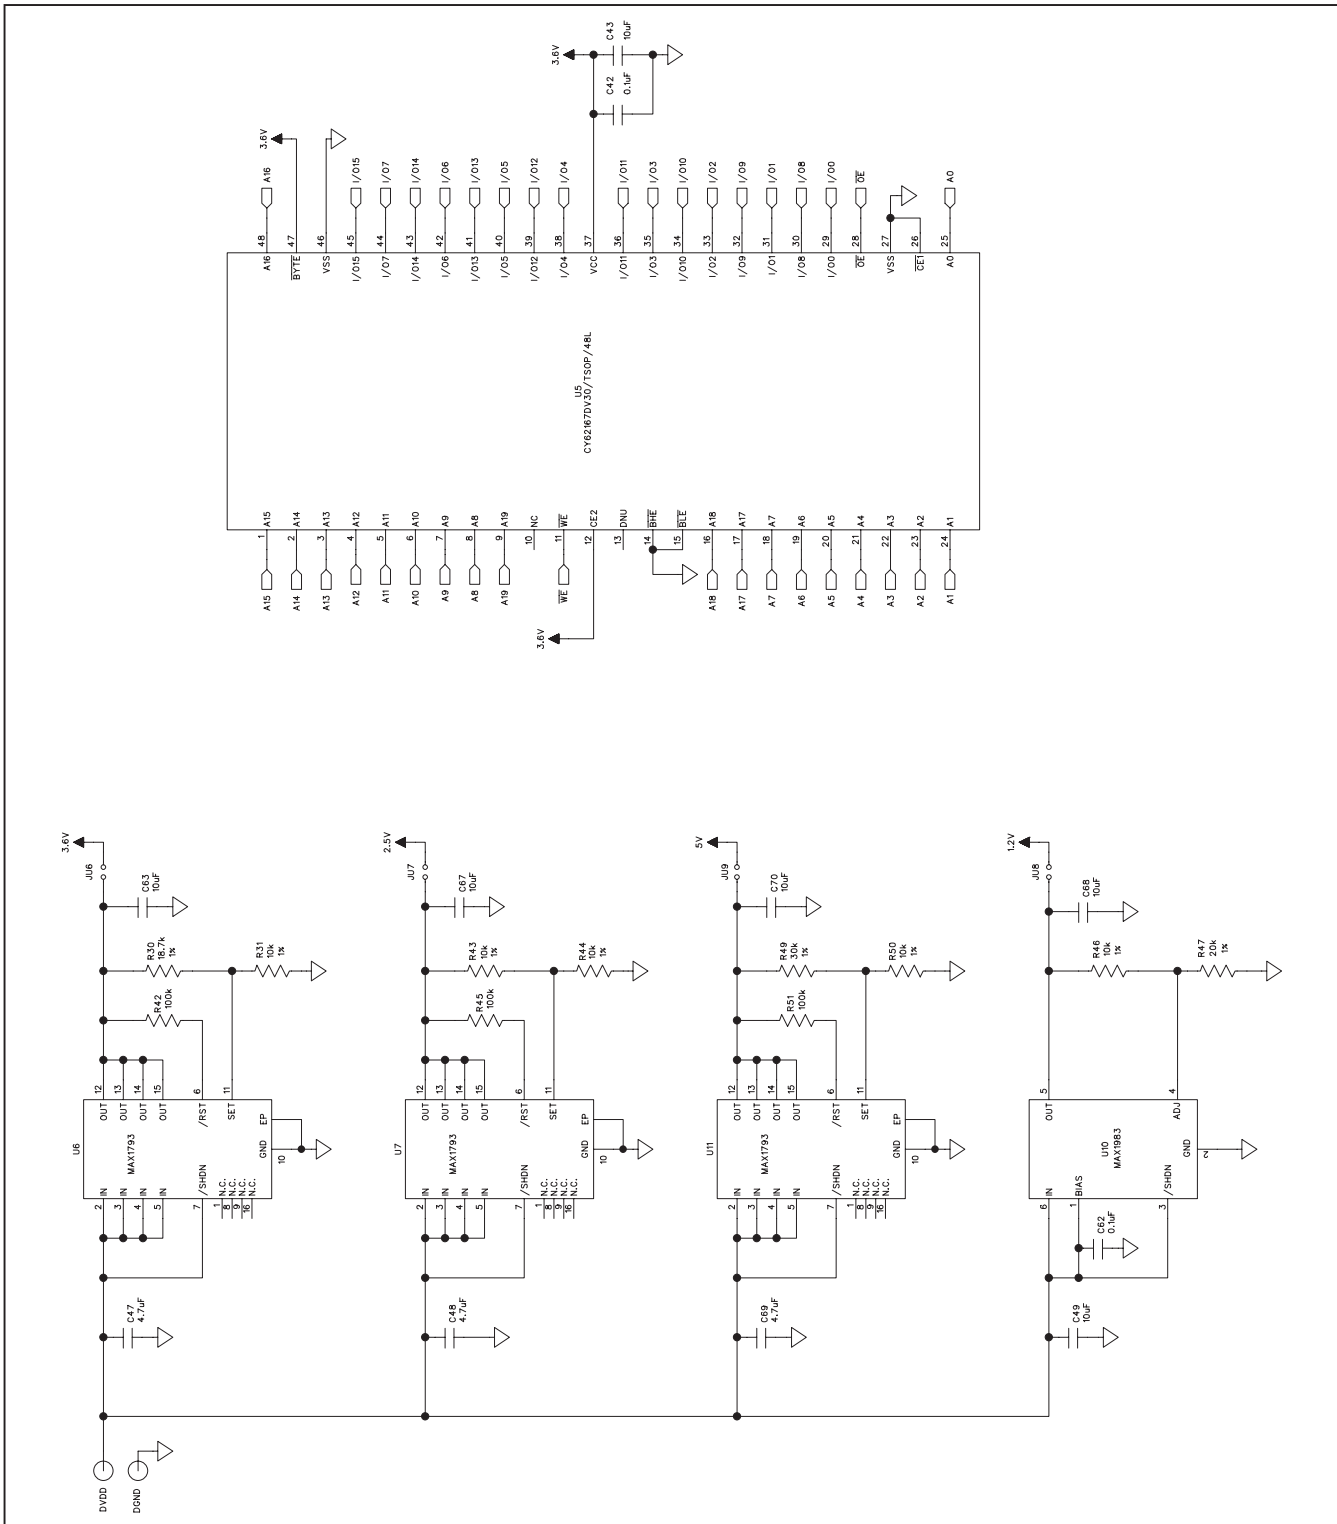 C43
10uF
3.6V
C42
0.1uF
3.6V
A16
I/O15
I/O7
I/O14
I/O6
I/O13
I/O5
I/O12
I/O4
I/O11
I/O3
I/O10
I/O2
I/O9
I/O1
I/O8
I/O0
OE
A0
48
47
46
45
44
43
42
41
40
39
38
37
36
35
34
33
32
31
30
29
28
27
26
25
A16
BYTE
VSS
I/O15
I/O7
I/O14
I/O6
I/O13
I/O5
I/O12
I/O4
VCC
I/O11
I/O3
I/O10
I/O2
I/O9
I/O1
I/O8
I/O0
OE
VSS
CE1
A0
U5
CY62167DV30/TSOP/48L
A15
A14
A13
A12
A11
A10
A9
A8
A19
NC
WE
CE2
DNU
BHE
BLE
A18
A17
A7
A6
A5
A4
A3
A2
A1
1
2
3
4
5
6
7
8
9
10
11
12
13
14
15
16
17
18
19
20
21
22
23
24
A15
A14
A13
A12
A11
A10
A9
A8
A19
WE
A18
A17
A7
A6
A5
A4
A3
A2
A1
3.6V
3.6V
JU6
C63
10uF
R30
18.7k
1%
R31
10k
1%
R42
100k
12
13
14
15
6
11
OUT
OUT
OUT
OUT
/RST
SET
EP
U6
MAX1793
GND
10
IN
IN
IN
IN
/SHDN
N.C.
N.C.
N.C.
N.C.
2
3
4
5
7
1
8
9
16
C47
4.7uF
2.5V
JU7
C67
10uF
R43
10k
1%
R44
10k
1%
R45
100k
12
13
14
15
6
11
OUT
OUT
OUT
OUT
/RST
SET
EP
U7
MAX1793
GND
10
IN
IN
IN
IN
/SHDN
N.C.
N.C.
N.C.
N.C.
2
3
4
5
7
1
8
9
16
C48
4.7uF
5V
JU9
C70
10uF
R49
30k
1%
R50
10k
1%
R51
100k
12
13
14
15
6
11
OUT
OUT
OUT
OUT
/RST
SET
EP
U11
MAX1793
GND
10
IN
IN
IN
IN
/SHDN
N.C.
N.C.
N.C.
N.C.
2
3
4
5
7
1
8
9
16
C69
4.7uF
1.2V
JU8
C68
10uF
R46
10k
1%
R47
20k
1%
5
4
OUT
ADJ
U10
MAX1983
GND
2
IN
BIAS
/SHDN
6
1
3
C62
0.1uF
C49
10uF
DVDD
DGND